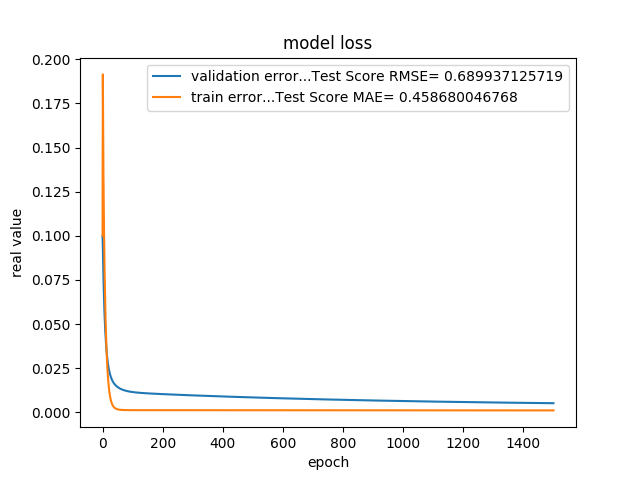 model loss
validation error...Test Score RMSE= 0.689937125719
train error...Test Score MAE= 0.458680046768
real value
0.200
0.175
0.150
0.125
0.100
0.075
0.050
0.025
0.000
0 200 400 600 800 1000 1200 1400
epoch